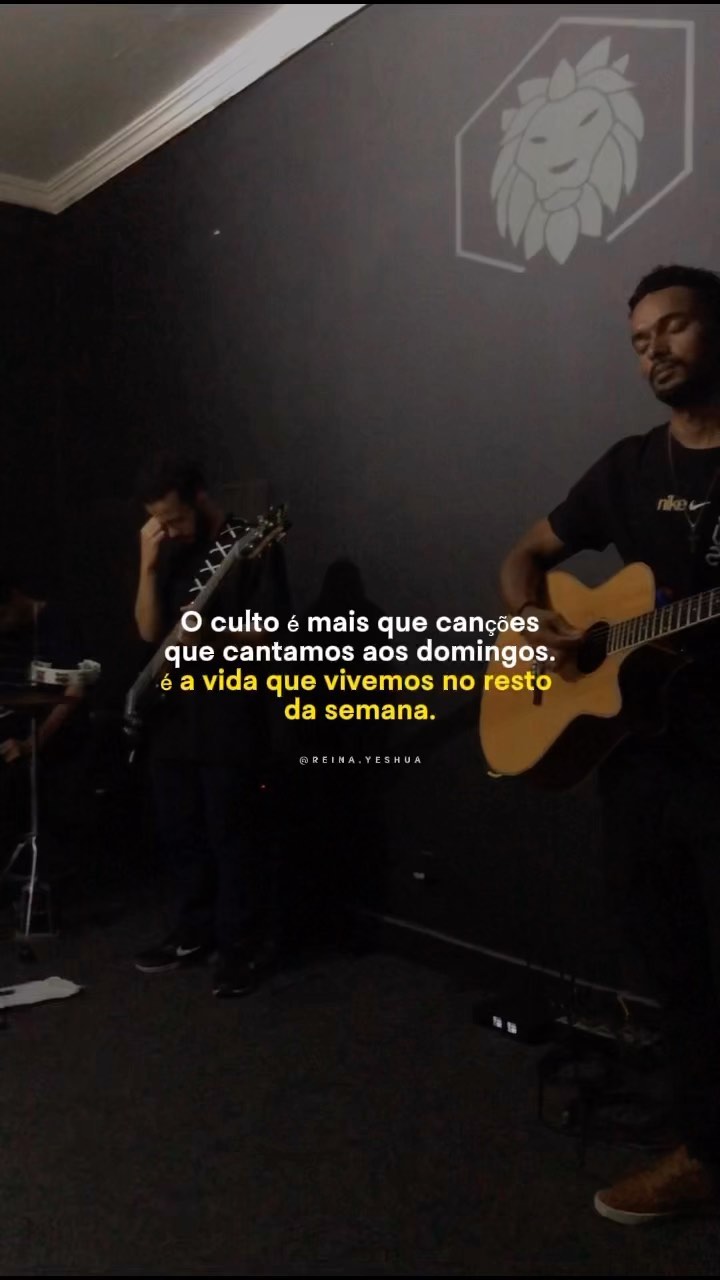 nike
O culto é mais que canções
que cantamos aos domingos.
é a vida que vivemos no resto
da semana.
@REINA.YESHUA